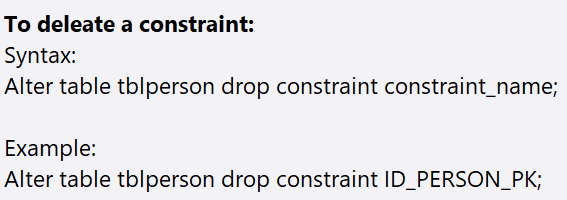 To deleate a constraint:
Syntax:
Alter table tblperson drop constraint constraint_name;
Example:
Alter table tblperson drop constraint ID_PERSON_PK;